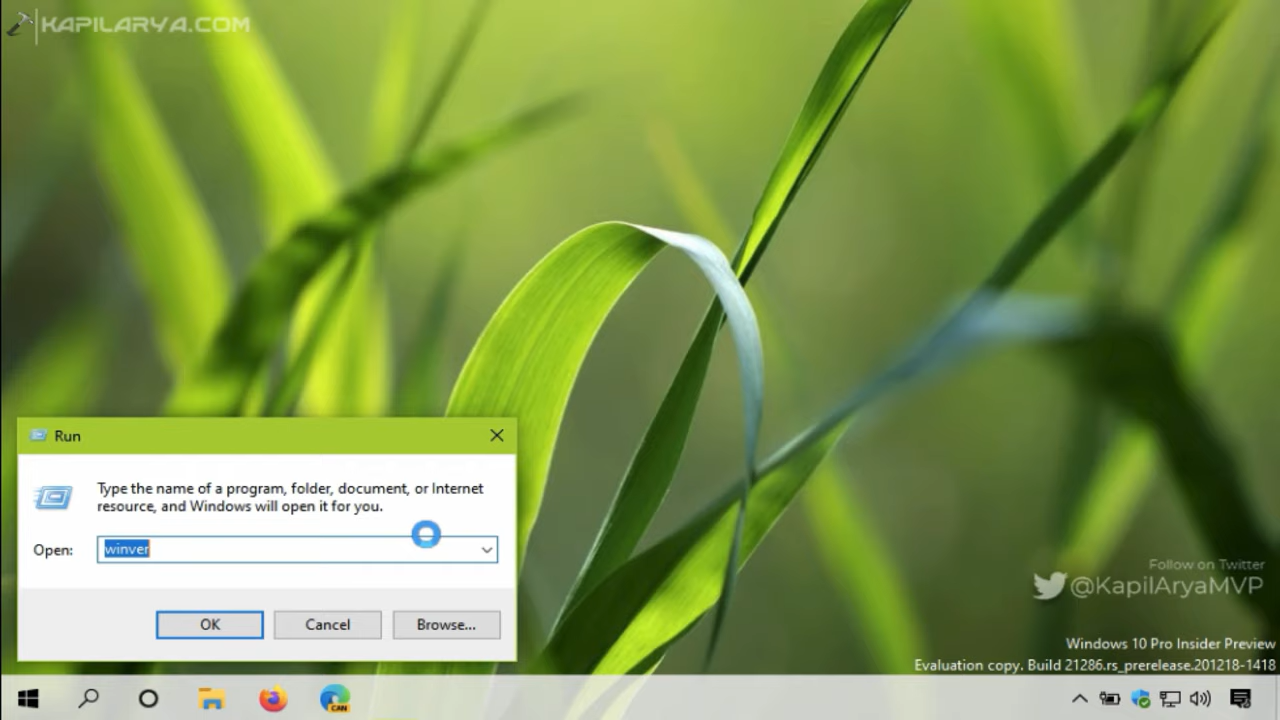 KAPILARYA.COM
Run
Type the name of a program, folder, document, or Internet
resource, and Windows will open it for you.
Open:
winver
OK
Cancel
Browse...
Follow on Twitter
@KapilAryaMVP
Windows 10 Pro Insider Preview
Evaluation copy. Build 21286.rs_prerelease.201218-1418
CAN